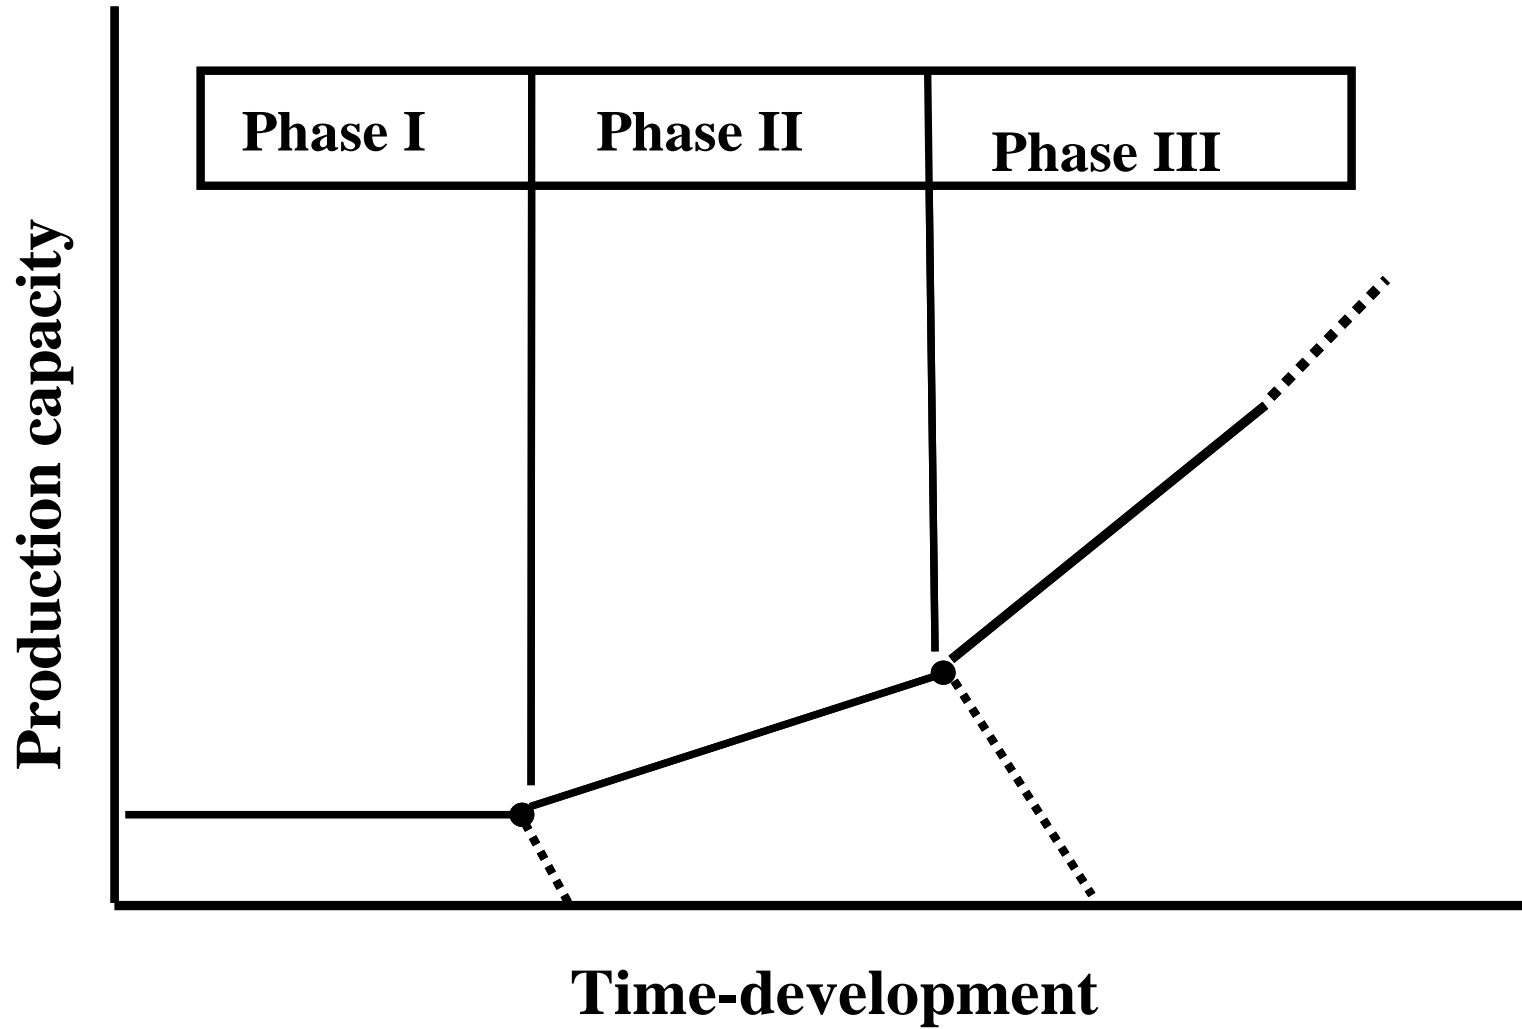 Phase I
Phase II
Phase III
Production capacity
Time-development